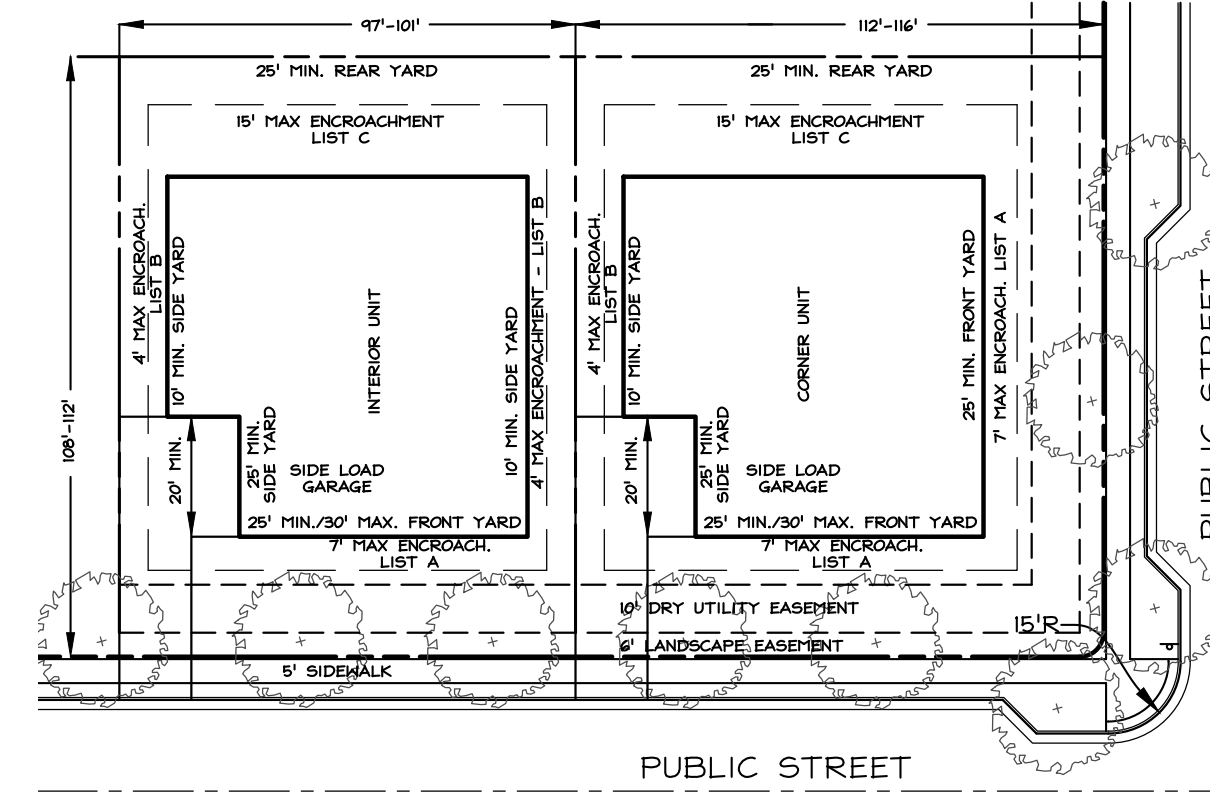 97'-101'
112'-116'
25' MIN. REAR YARD
25' MIN. REAR YARD
15' MAX ENCROACHMENT
LIST C
15' MAX ENCROACHMENT
LIST C
108'-112'
4' MAX ENCROACH.
LIST B
10' MIN. SIDE YARD
INTERIOR UNIT
10' MIN. SIDE YARD
4' MAX ENCROACHMENT - LIST B
4' MAX ENCROACH.
LIST B
10' MIN. SIDE YARD
CORNER UNIT
25' MIN. FRONT YARD
7' MAX ENCROACH. LIST A
20' MIN.
25' MIN.
SIDE YARD
SIDE LOAD
GARAGE
25' MIN./30' MAX. FRONT YARD
7' MAX ENCROACH.
LIST A
20' MIN.
25' MIN.
SIDE YARD
SIDE LOAD
GARAGE
25' MIN./30' MAX. FRONT YARD
7' MAX ENCROACH.
LIST A
10' DRY UTILITY EASEMENT
15'R
6' LANDSCAPE EASEMENT
5' SIDEWALK
PUBLIC STREET
PUBLIC STREET